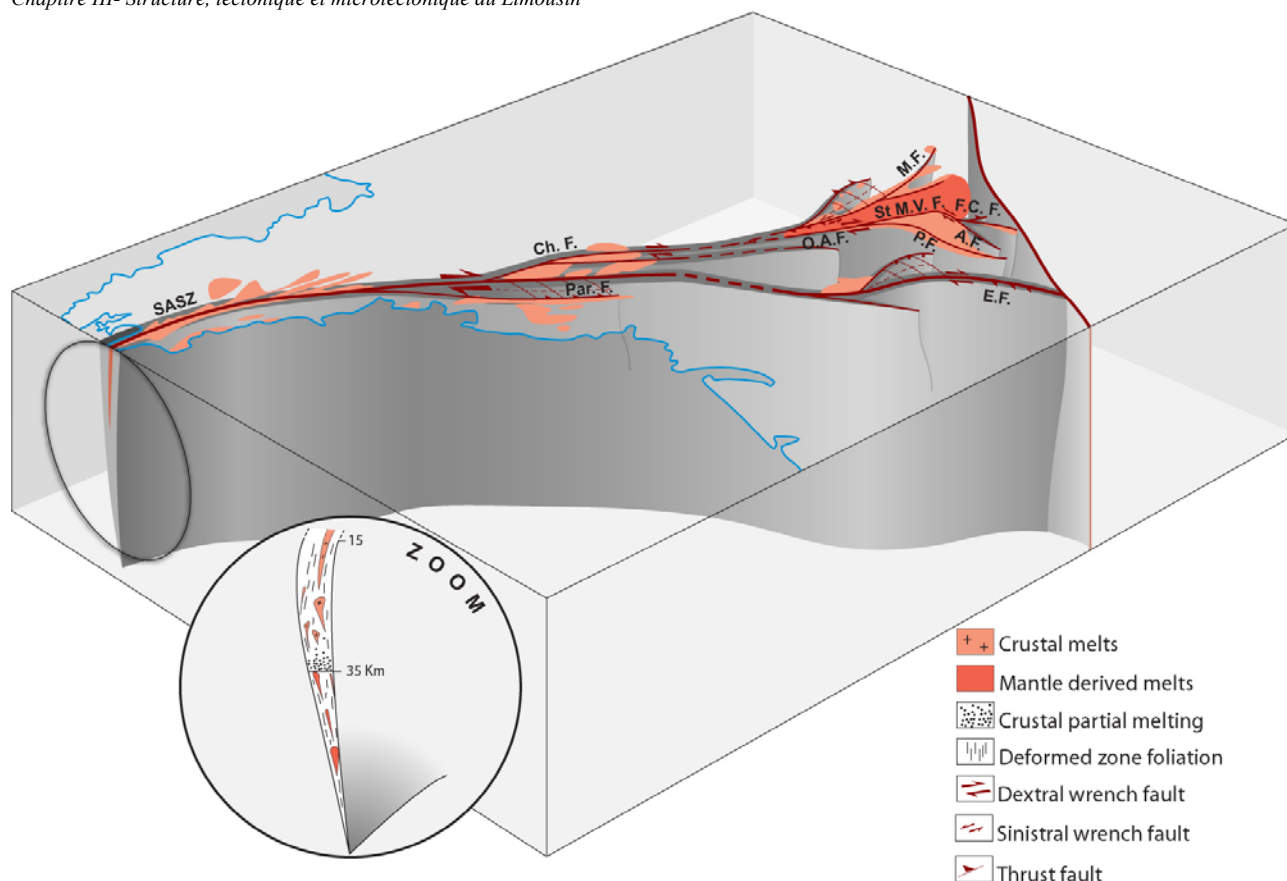 Chapitre III- Structure, tectonique et microtectonique du Limousin
M.F.
St M.V. F. F.C. F.
Ch. F.
O.A.F.
P.F.
A.F.
SASZ
Par. F.
E.F.
ZOOM
15
35 Km
Crustal melts
Mantle derived melts
Crustal partial melting
Deformed zone foliation
Dextral wrench fault
Sinistral wrench fault
Thrust fault